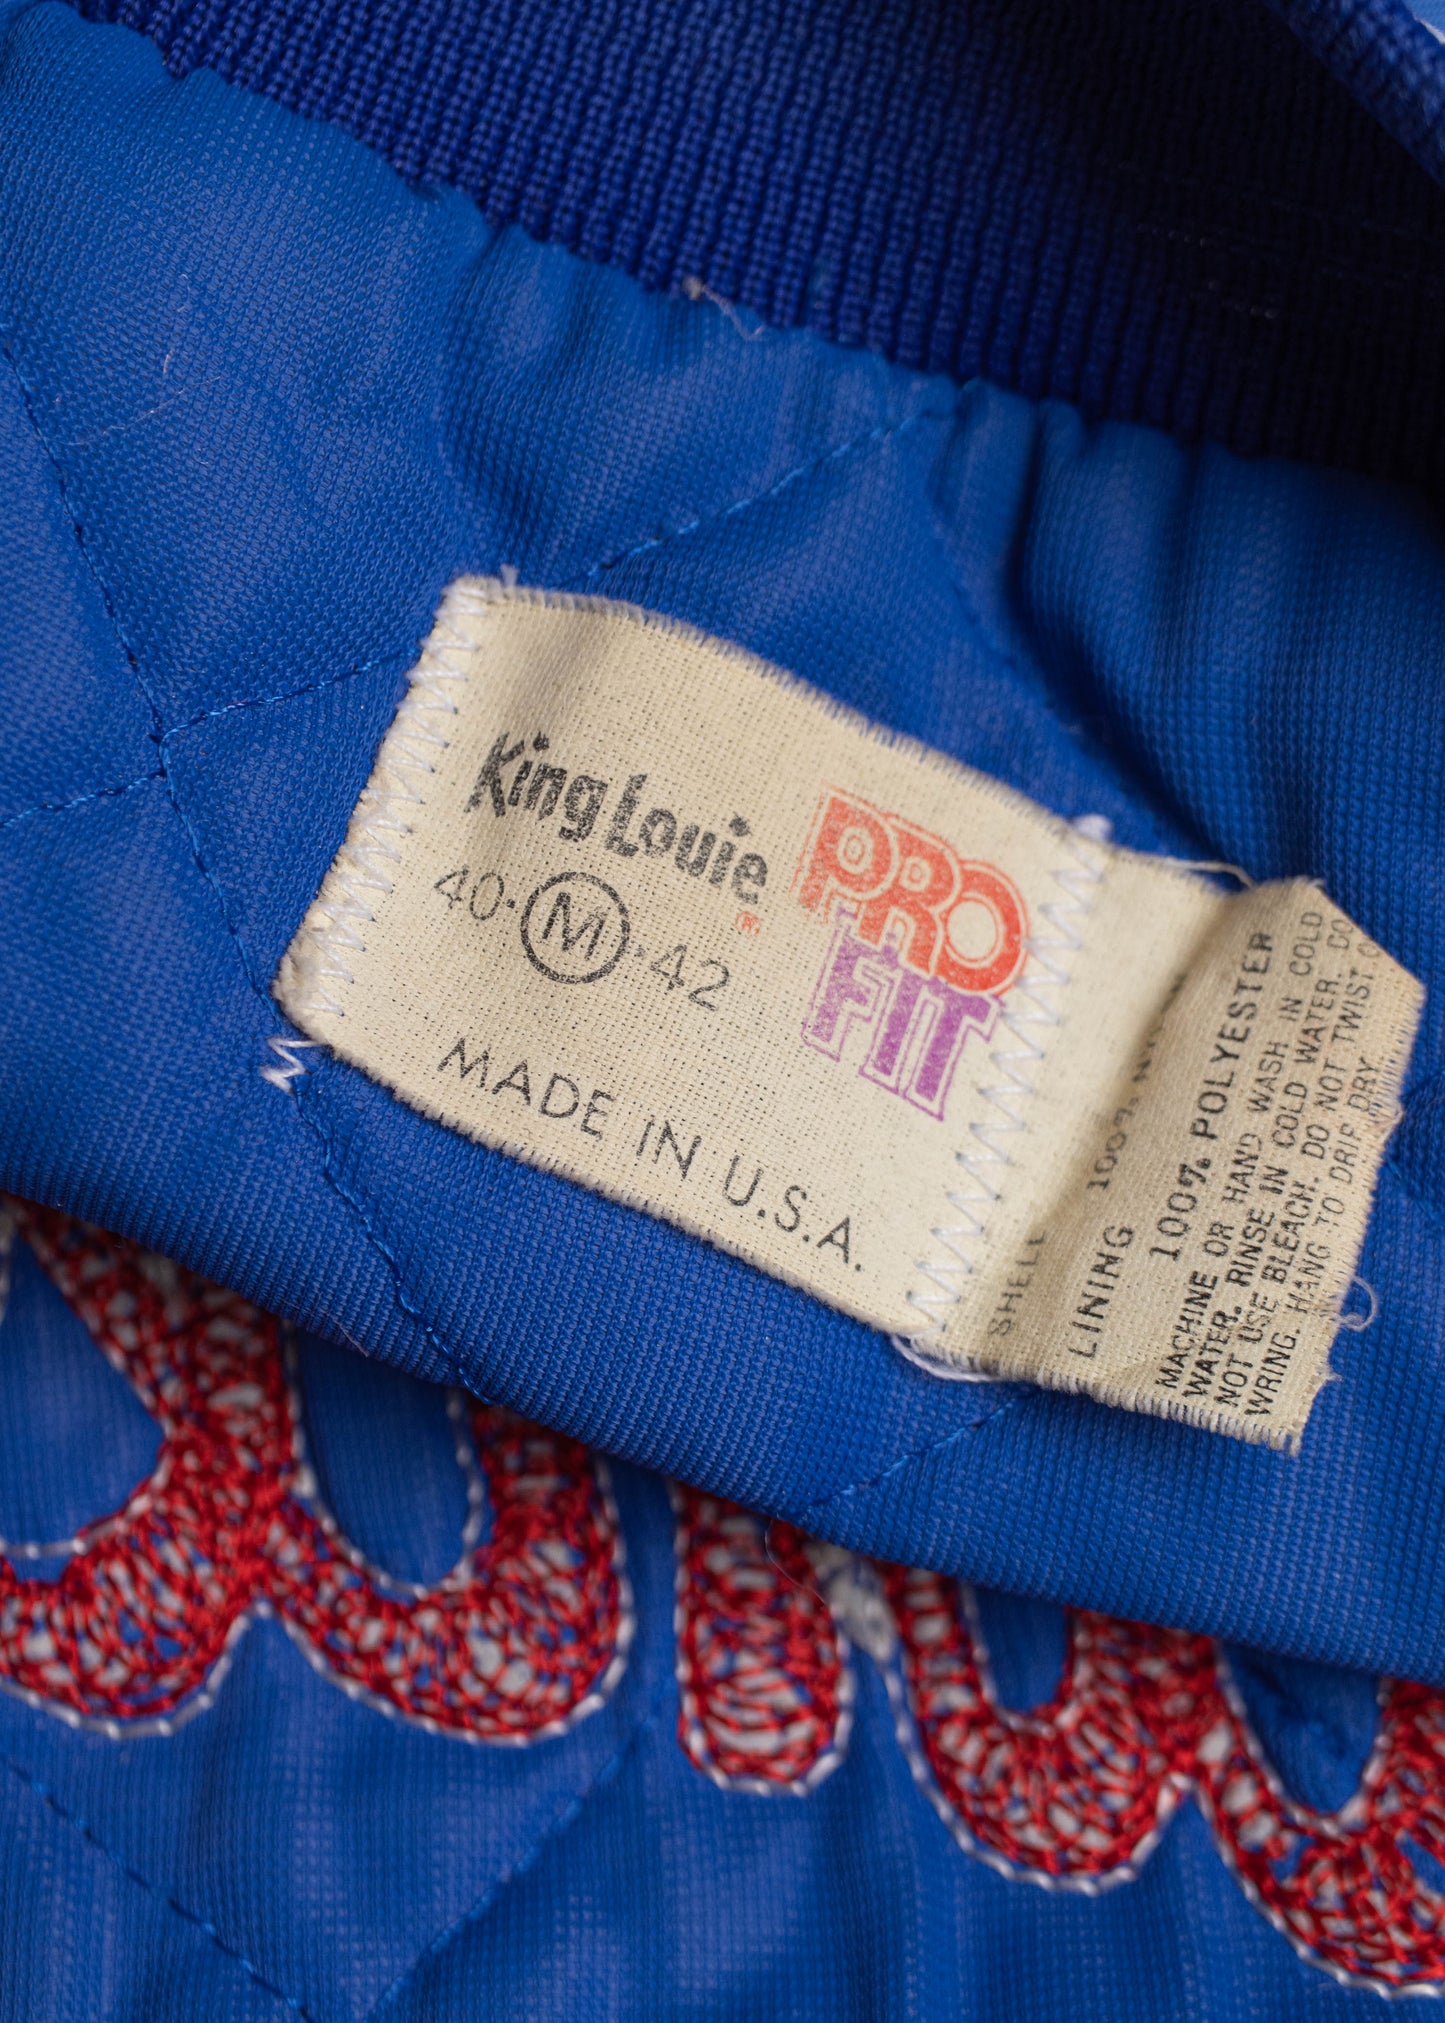 King Louie
®
40-M-42
PRO
FIT
MADE IN U.S.A.
SHELL 100%
LINING 100% POLYESTER
MACHINE OR HAND WASH IN COLD
WATER. RINSE IN COLD WATER. DO
NOT USE BLEACH. DO NOT TWIST O
WRING. HANG TO DRIP DRY